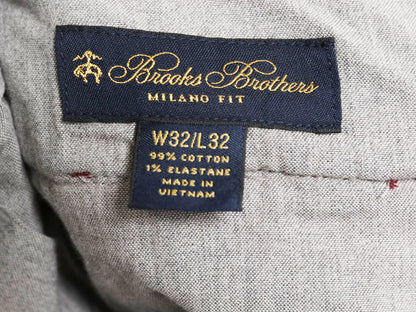 Brooks Brothers
MILANO FIT
W32/L32
99% COTTON
1% ELASTANE
MADE IN
VIETNAM